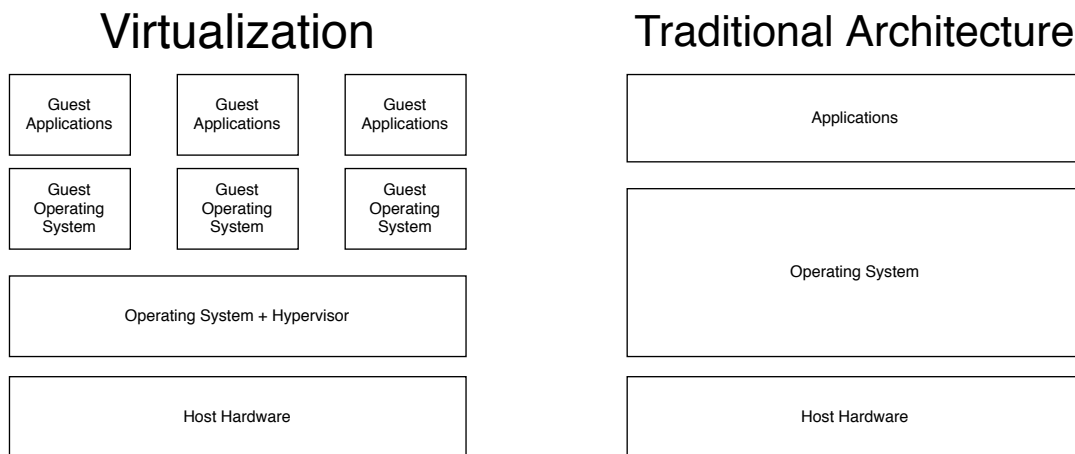 Virtualization
Guest
Applications
Guest
Applications
Guest
Applications
Guest
Operating
System
Guest
Operating
System
Guest
Operating
System
Operating System + Hypervisor
Host Hardware
Traditional Architecture
Applications
Operating System
Host Hardware